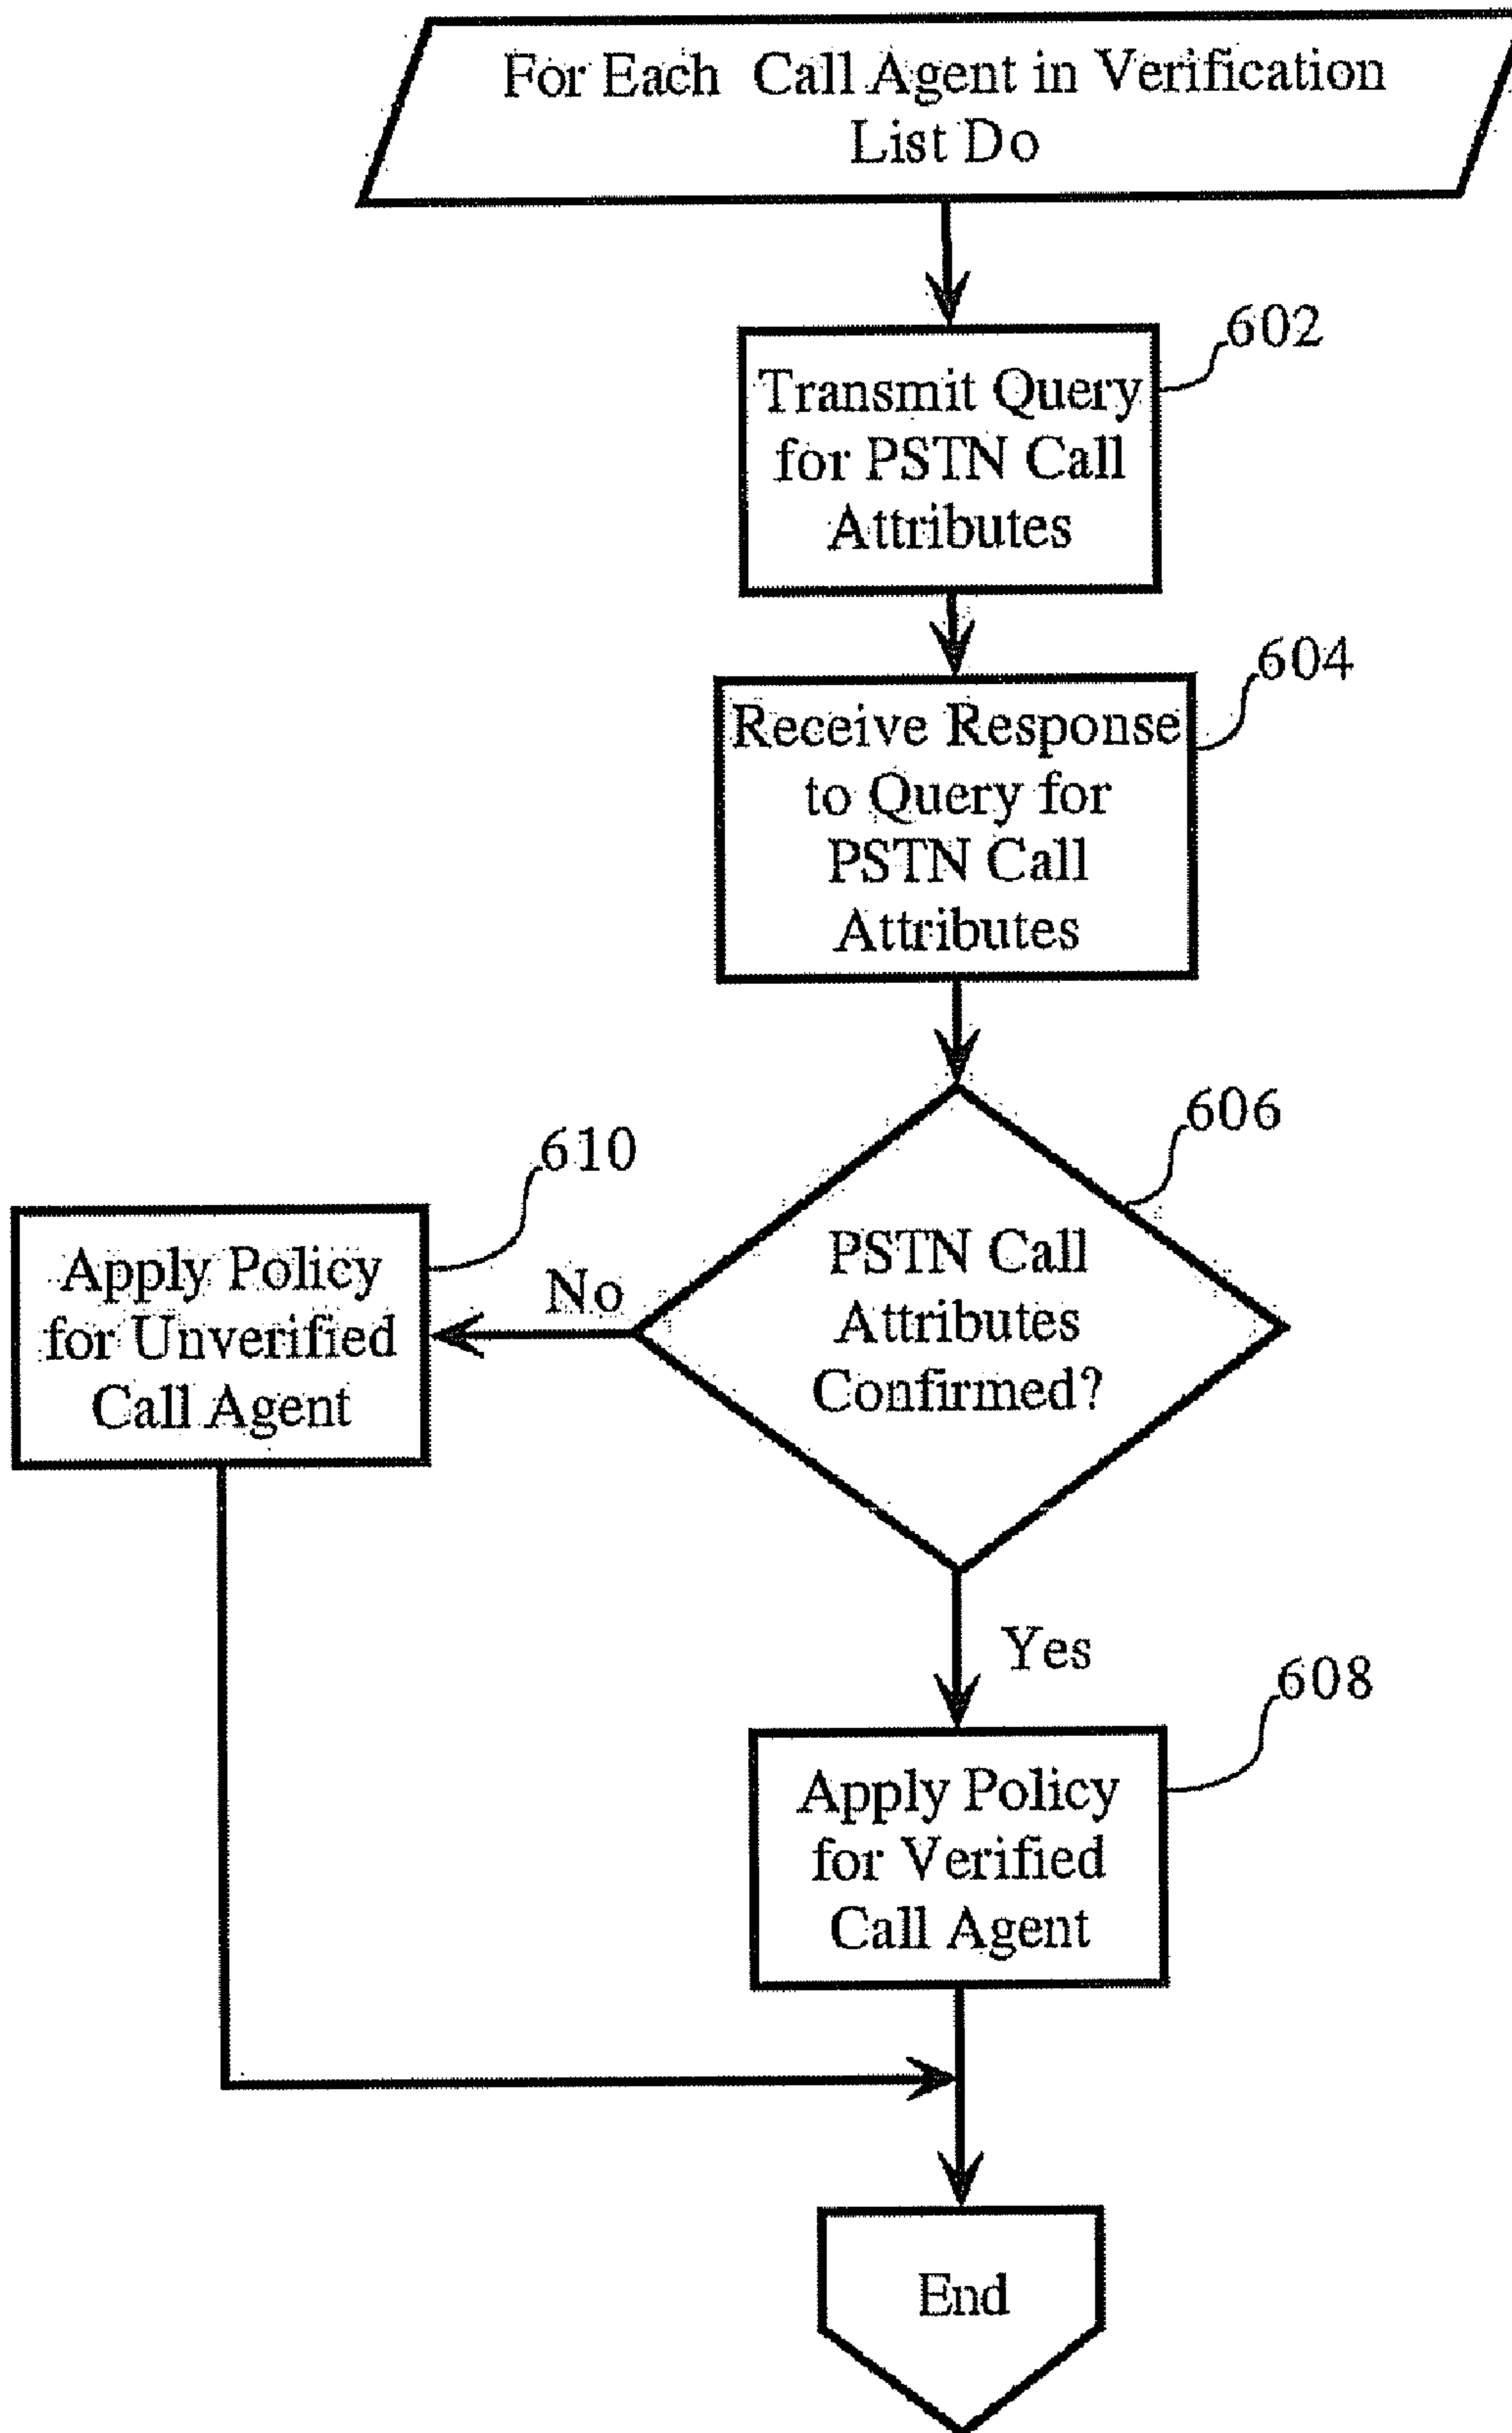 For Each Call Agent in Verification
List Do
602
Transmit Query
for PSTN Call
Attributes
604
Receive Response
to Query for
PSTN Call
Attributes
606
PSTN Call
Attributes
Confirmed?
610
No
Apply Policy
for Unverified
Call Agent
Yes
608
Apply Policy
for Verified
Call Agent
End